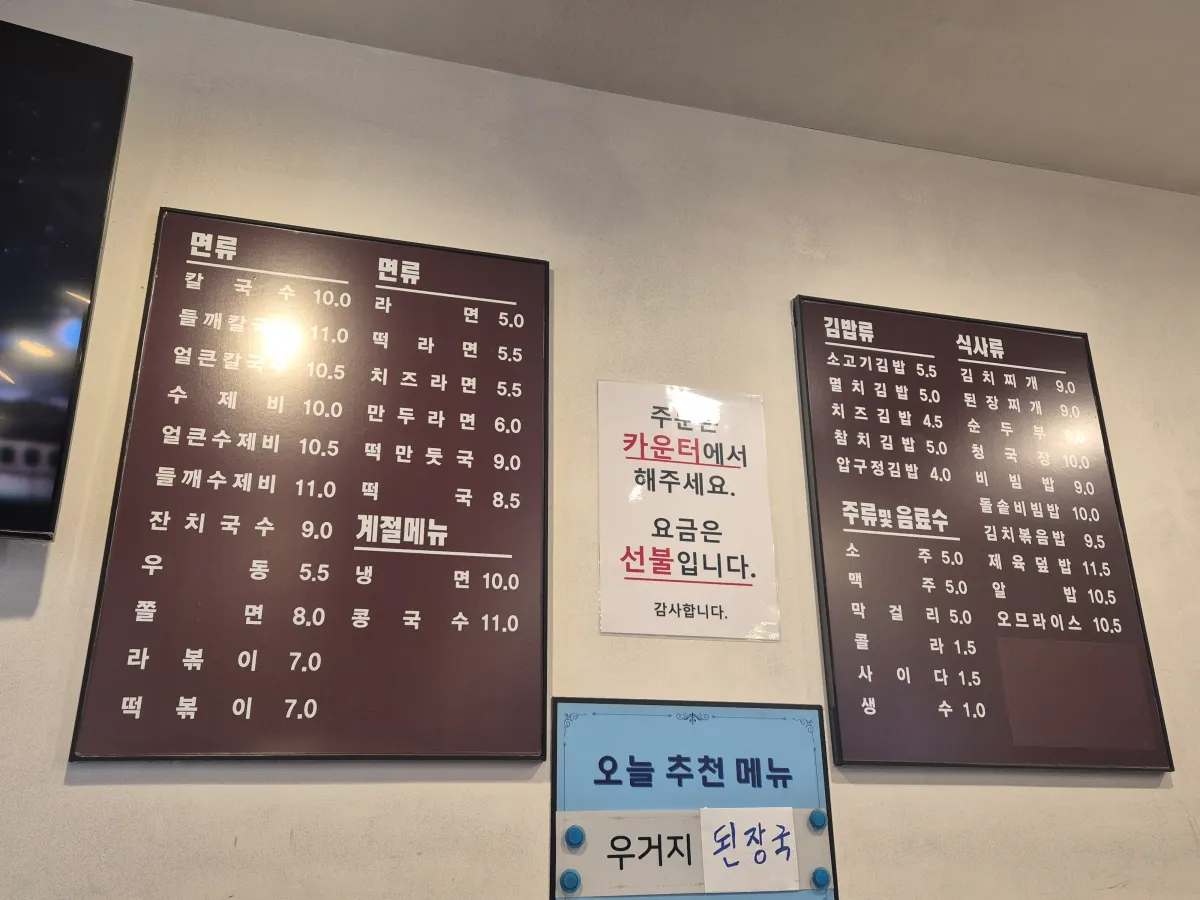 면류
칼국수 10.0
들깨칼국수 11.0
얼큰칼국수 10.5
수제비 10.0
얼큰수제비 10.5
들깨수제비 11.0
잔치국수 9.0
우동 5.5
쫄면 8.0
라볶이 7.0
떡볶이 7.0
면류
라면 5.0
떡라면 5.5
치즈라면 5.5
만두라면 6.0
떡만둣국 9.0
떡국 8.5
계절메뉴
냉면 10.0
콩국수 11.0
주문은
카운터에서
해주세요.
요금은
선불입니다.
감사합니다.
오늘 추천 메뉴
우거지 된장국
김밥류
소고기김밥 5.5
멸치김밥 5.0
치즈김밥 4.5
참치김밥 5.0
압구정김밥 4.0
주류및 음료수
소주 5.0
맥주 5.0
막걸리 5.0
콜라 1.5
사이다 1.5
생수 1.0
식사류
김치찌개 9.0
된장찌개 9.0
순두부 9.0
청국장 10.0
비빔밥 9.0
돌솥비빔밥 10.0
김치볶음밥 9.5
제육덮밥 11.5
알밥 10.5
오므라이스 10.5